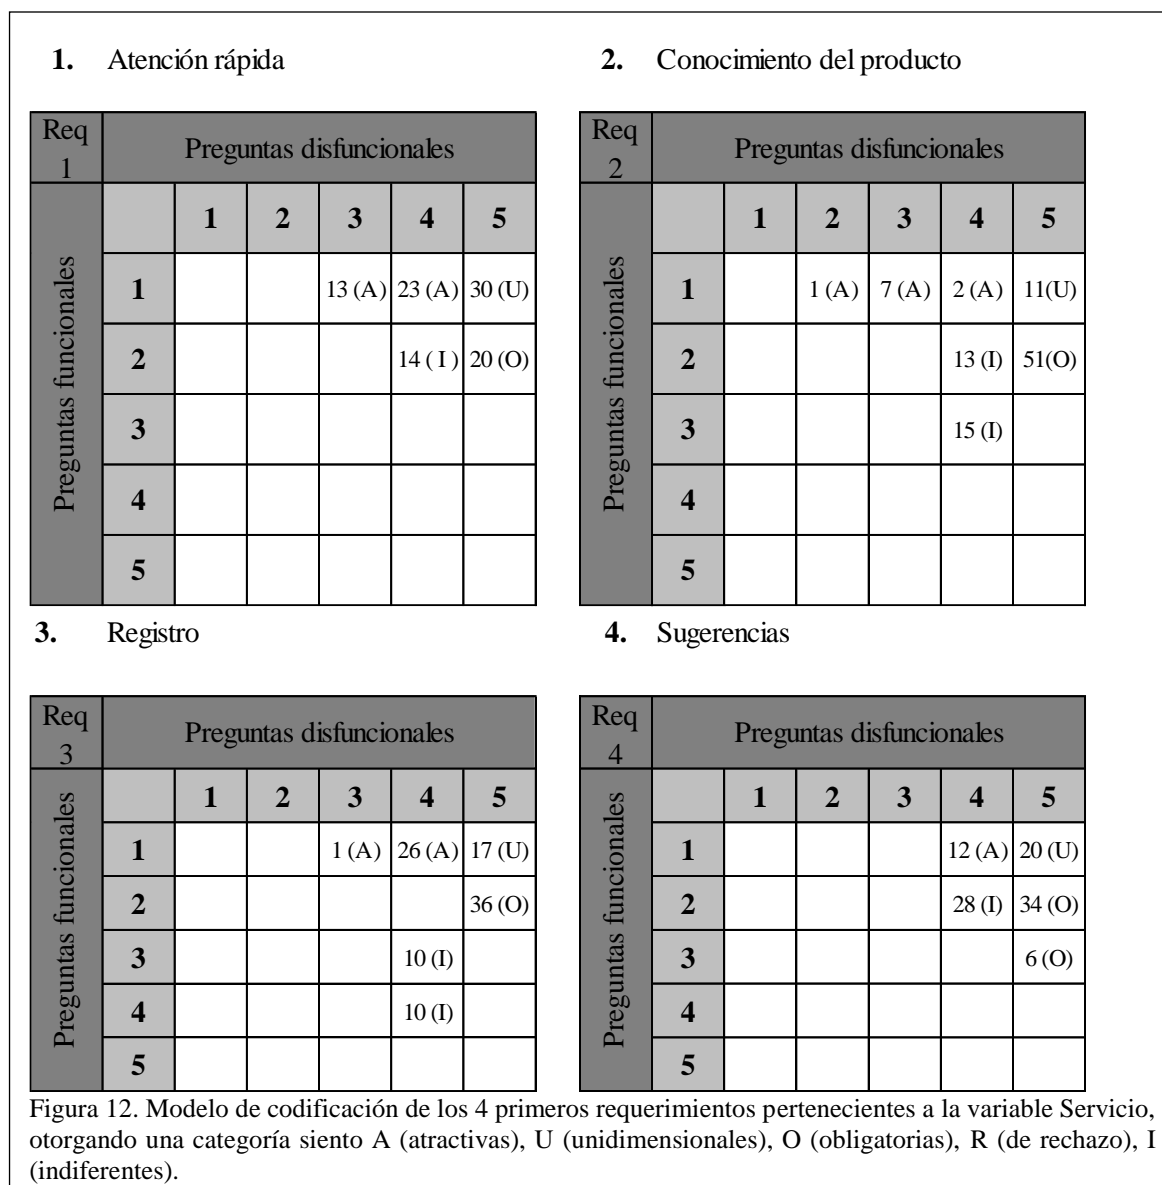 1. Atención rápida
Req 1
Preguntas disfuncionales
Preguntas funcionales
1 2 3 4 5
1 13 (A) 23 (A) 30 (U)
2 14 ( I ) 20 (O)
3
4
5
2. Conocimiento del producto
Req 2
Preguntas disfuncionales
Preguntas funcionales
1 2 3 4 5
1 1 (A) 7 (A) 2 (A) 11(U)
2 13 (I) 51(O)
3 15 (I)
4
5
3. Registro
Req 3
Preguntas disfuncionales
Preguntas funcionales
1 2 3 4 5
1 1 (A) 26 (A) 17 (U)
2 36 (O)
3 10 (I)
4 10 (I)
5
4. Sugerencias
Req 4
Preguntas disfuncionales
Preguntas funcionales
1 2 3 4 5
1 12 (A) 20 (U)
2 28 (I) 34 (O)
3 6 (O)
4
5
Figura 12. Modelo de codificación de los 4 primeros requerimientos pertenecientes a la variable Servicio,
otorgando una categoría siento A (atractivas), U (unidimensionales), O (obligatorias), R (de rechazo), I
(indiferentes).